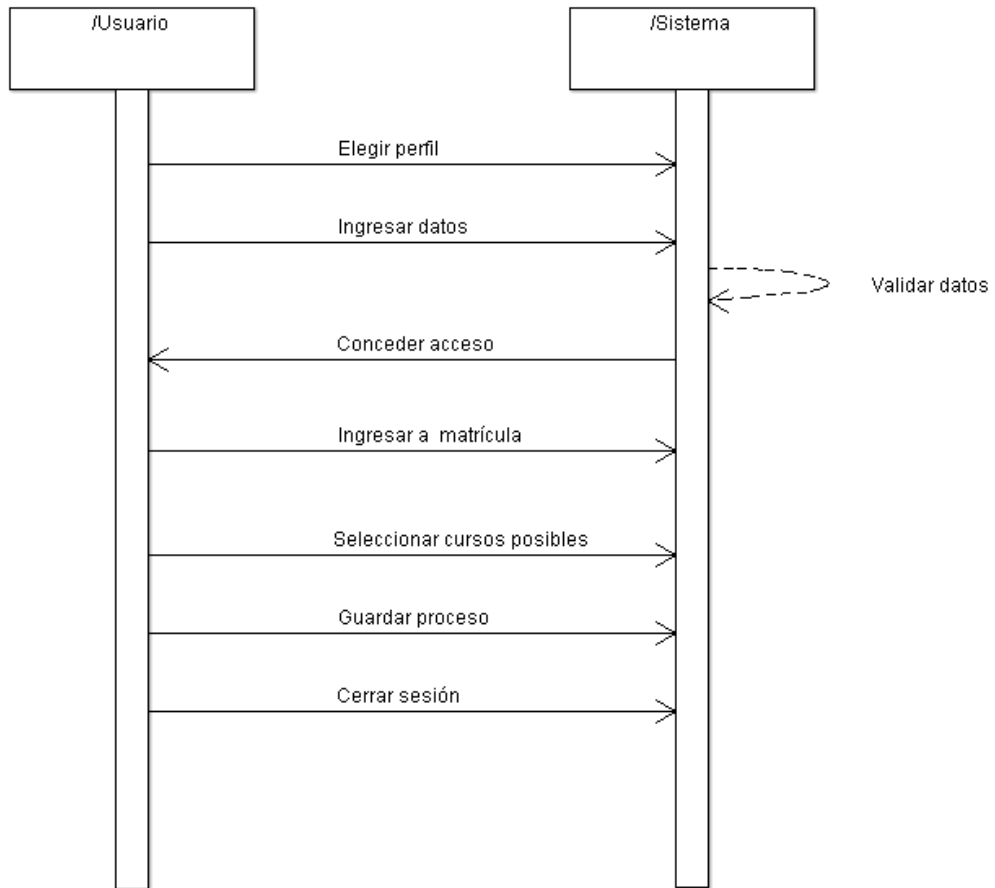 /Usuario
/Sistema
Elegir perfil
Ingresar datos
Validar datos
Conceder acceso
Ingresar a  matrícula
Seleccionar cursos posibles
Guardar proceso
Cerrar sesión